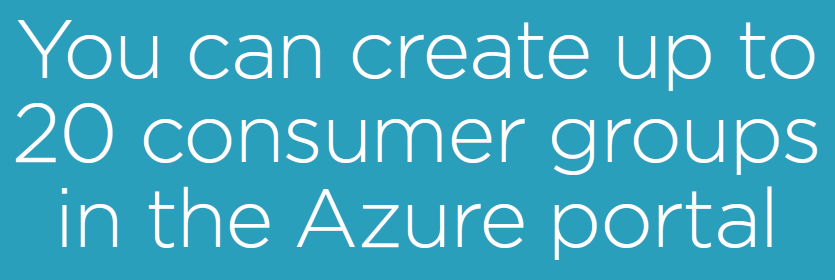 You can create up to
20 consumer groups
in the Azure portal